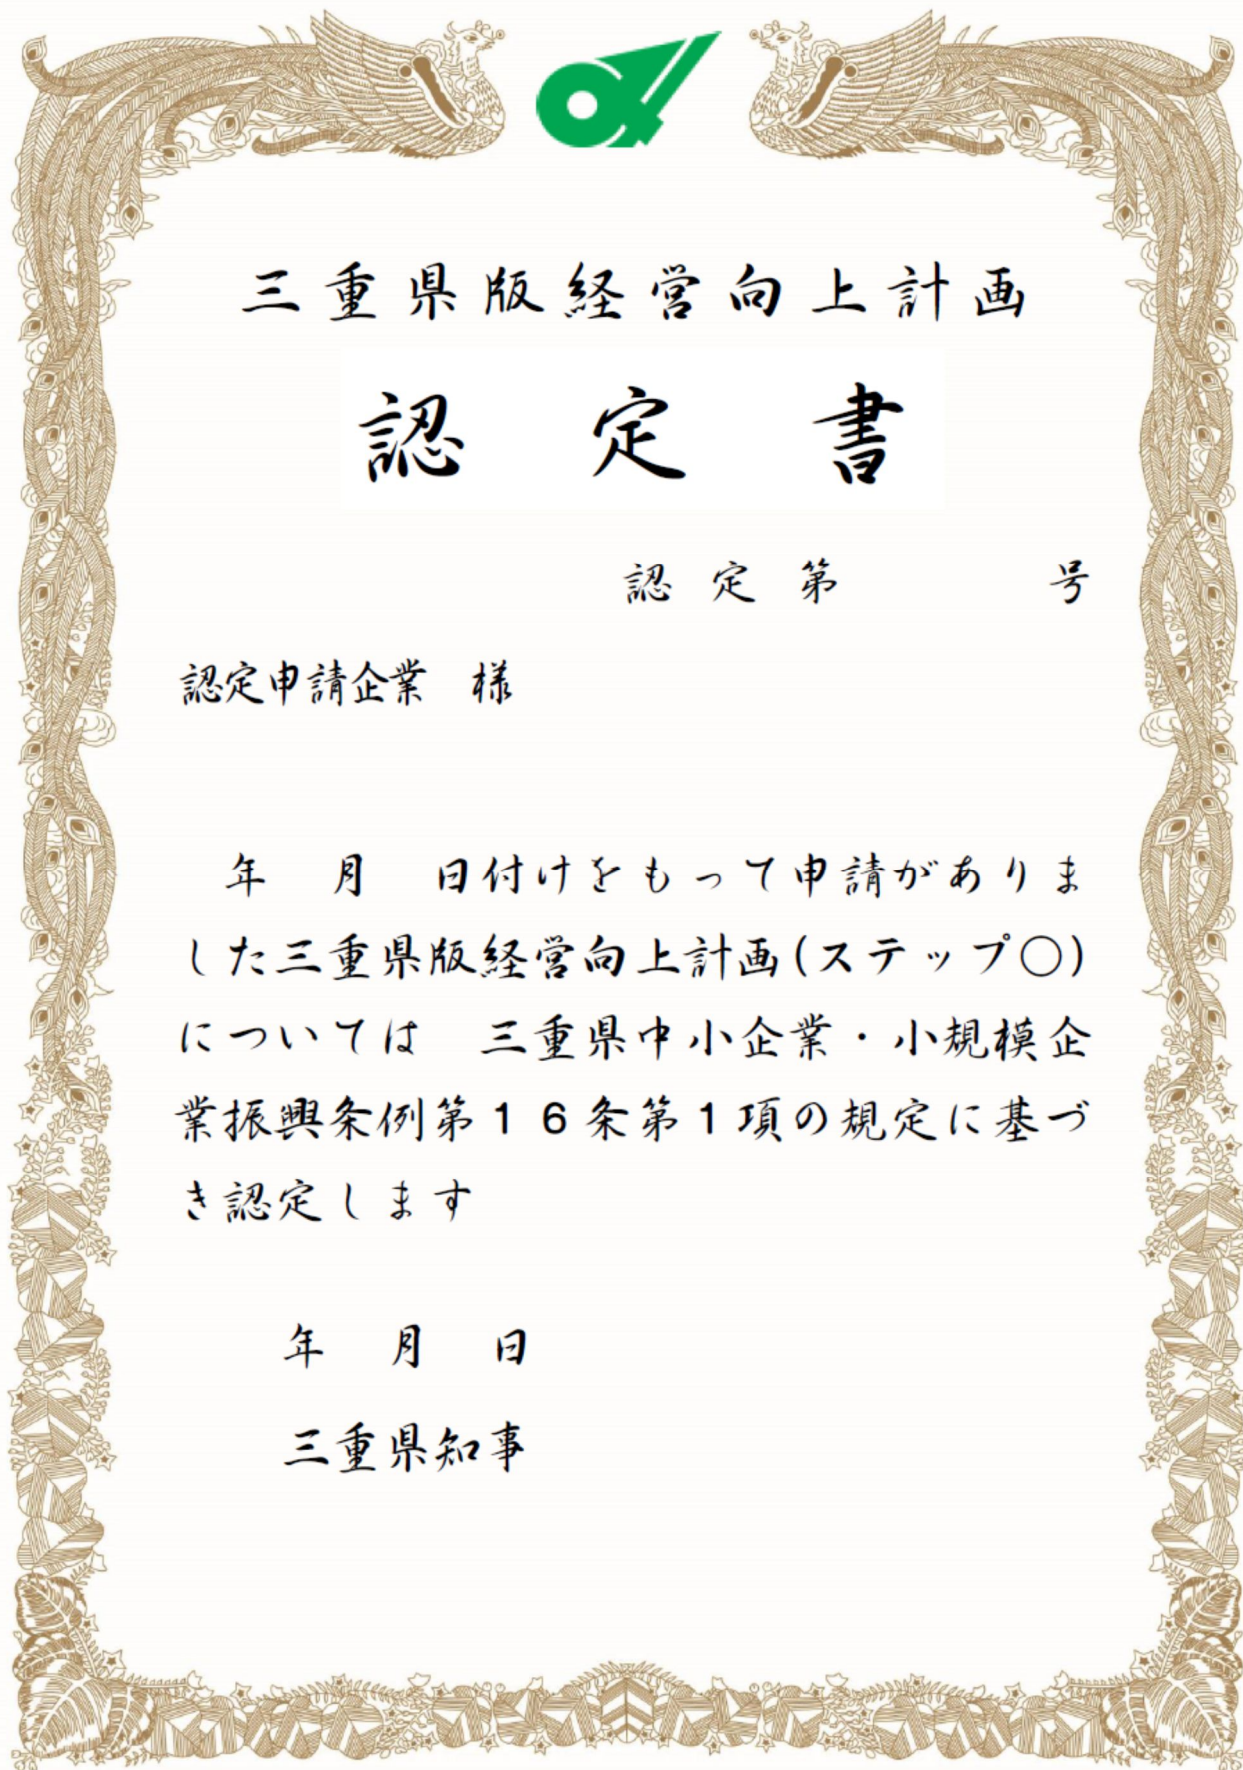 三重県版経営向上計画
認 定 書
認 定 第 号
認定申請企業 様
年 月 日付けをもって申請がありま
した三重県版経営向上計画(ステップ○)
については 三重県中小企業・小規模企
業振興条例第16条第1項の規定に基づ
き認定します
年 月 日
三重県知事